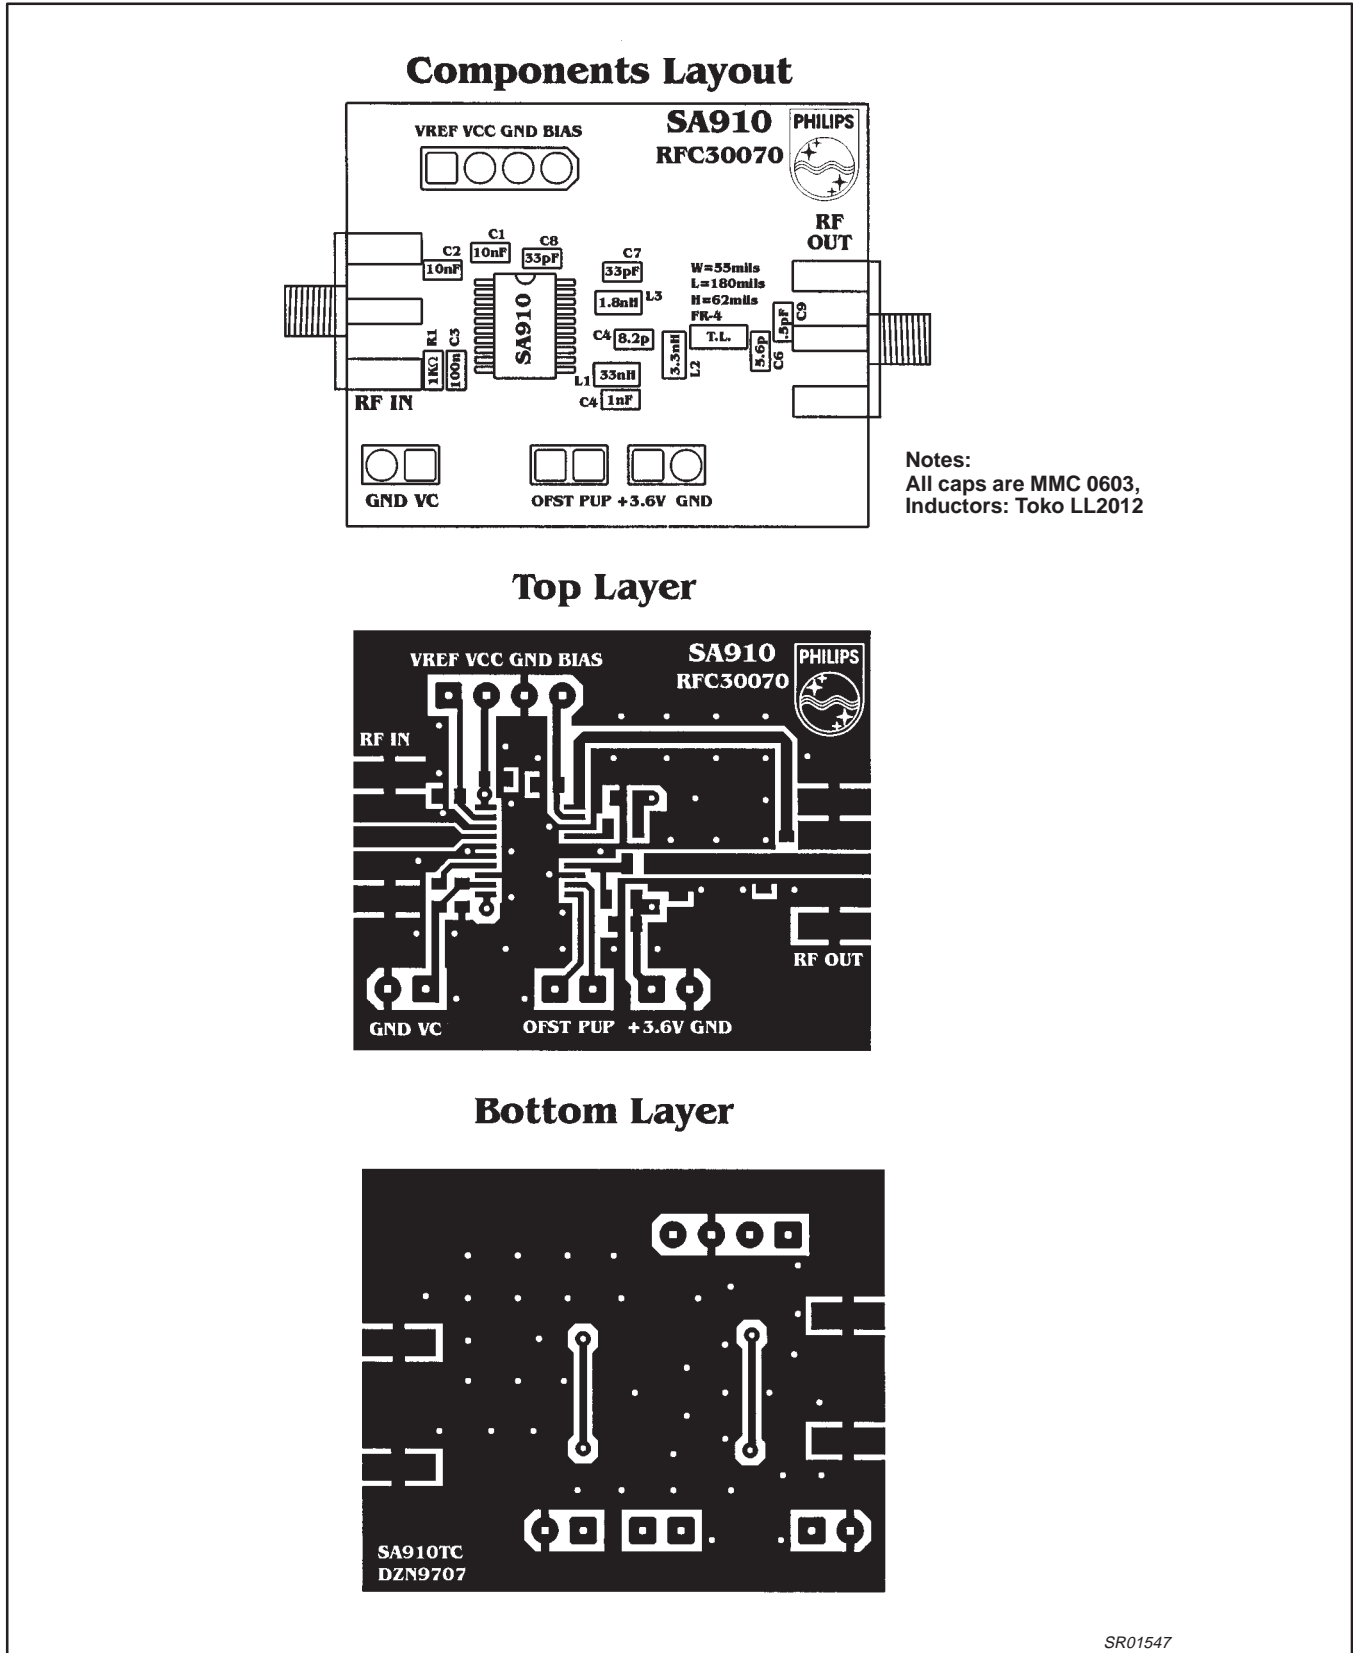 Components Layout
VREF VCC GND BIAS
SA910
RFC30070
PHILIPS
RF
OUT
C2
10nF
C1
10nF
C8
33pF
C7
33pF
1.8nH
L3
W=55mils
L=180mils
H=62mils
FR-4
T.L.
.5pF
C9
SA910
C4
8.2p
3.3nH
L2
5.6p
C6
R1
1KΩ
C3
100n
L1
33nH
C4
1nF
RF IN
GND VC
OFST PUP +3.6V GND
Notes:
All caps are MMC 0603,
Inductors: Toko LL2012
Top Layer
VREF VCC GND BIAS
SA910
RFC30070
PHILIPS
RF IN
RF OUT
GND VC
OFST PUP +3.6V GND
Bottom Layer
SA910TC
DZN9707
SR01547